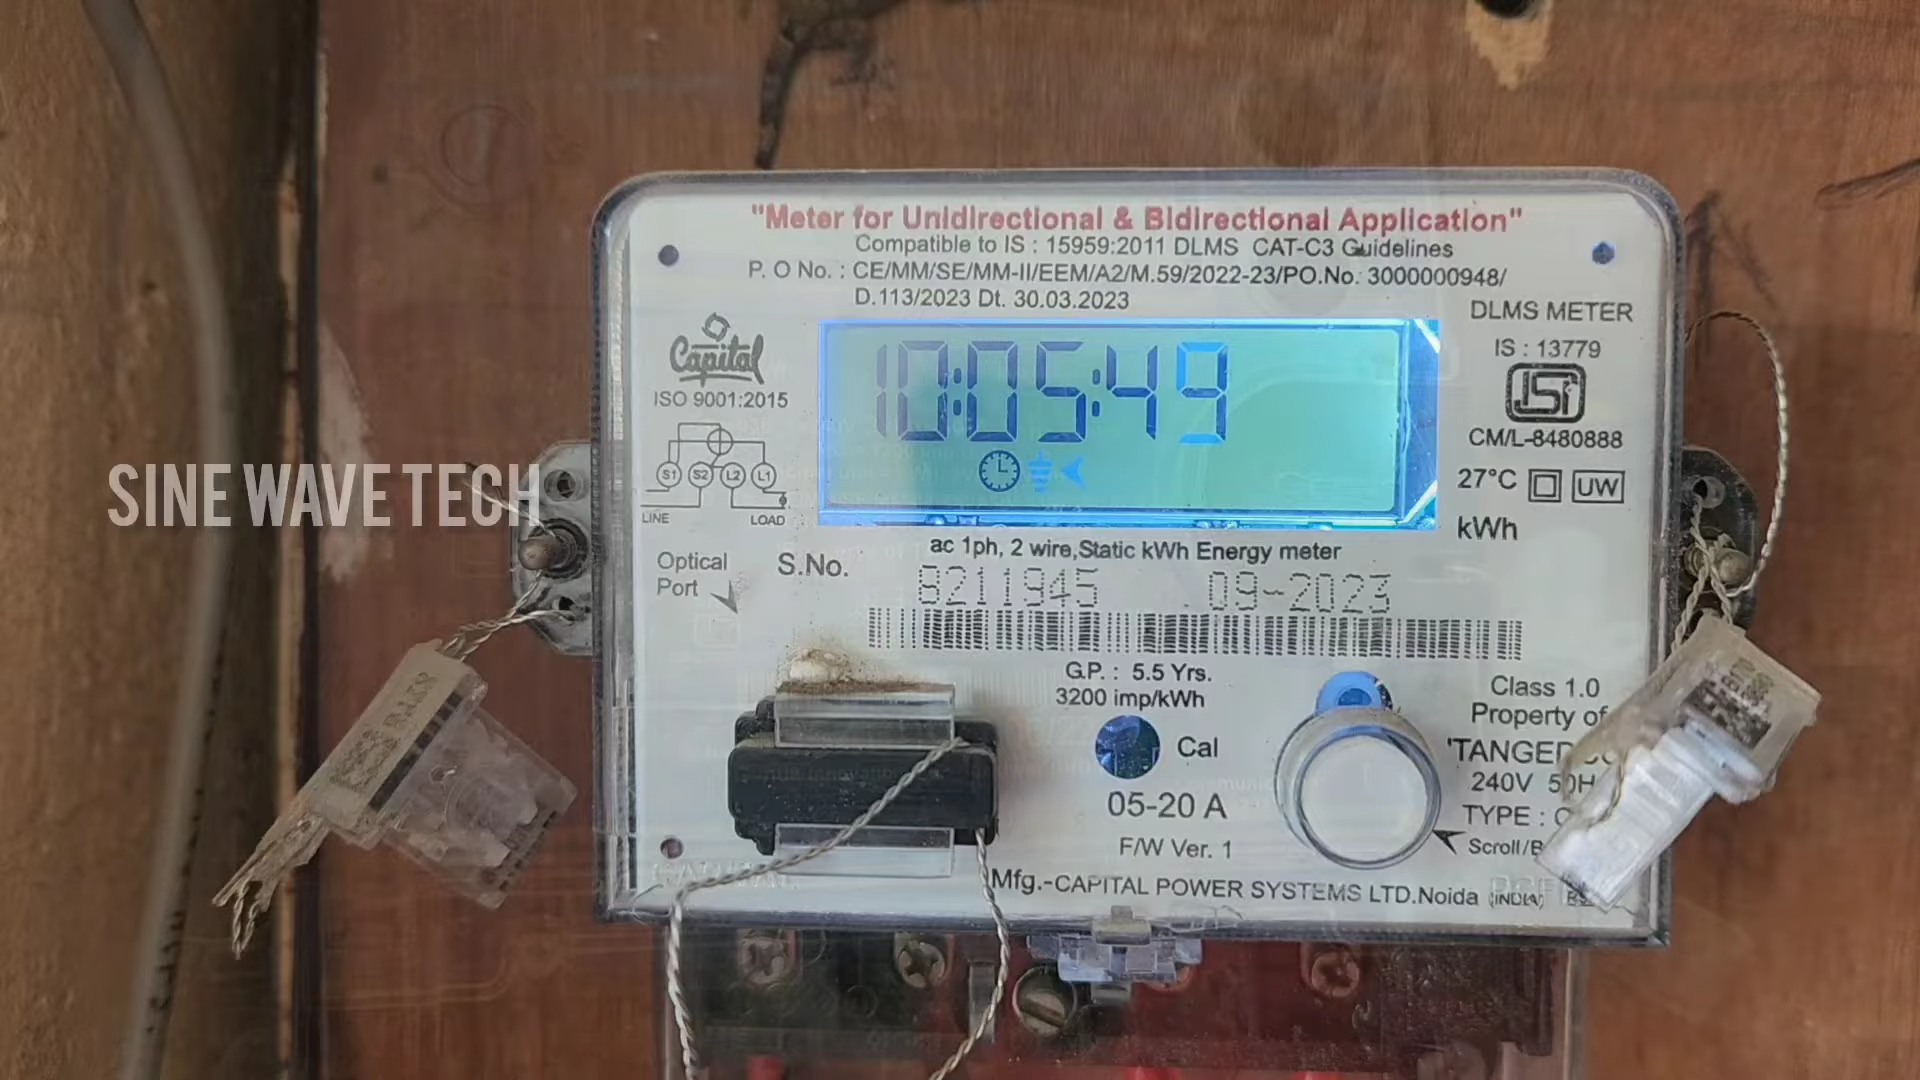 "Meter for Unidirectional & Bidirectional Application"
Compatible to IS : 15959:2011 DLMS CAT-C3 Guidelines
P. O No. : CE/MM/SE/MM-II/EEM/A2/M.59/2022-23/PO.No. 3000000948/
D.113/2023 Dt. 30.03.2023
Capital
ISO 9001:2015
S1 S2 L2 L1
LINE LOAD
10:05:49
DLMS METER
IS : 13779
ISI
CM/L-8480888
27°C UW
kWh
SINE WAVE TECH
ac 1ph, 2 wire,Static kWh Energy meter
Optical
Port
S.No.
8211945 09-2023
G.P. : 5.5 Yrs.
3200 imp/kWh
Cal
05-20 A
F/W Ver. 1
Class 1.0
Property of
240V
TYPE :
Mfg.-CAPITAL POWER SYSTEMS LTD.Noida (INDIA)